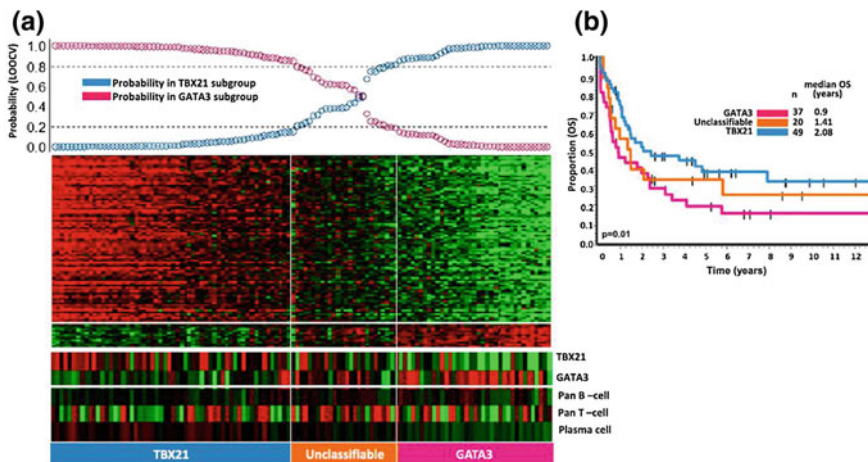 (a)
Probability (LOOCV)
1.0
0.8
0.6
0.4
0.2
0.0
Probability in TBX21 subgroup
Probability in GATA3 subgroup
TBX21
GATA3
Pan B –cell
Pan T –cell
Plasma cell
TBX21 Unclassifiable GATA3
(b)
Proportion (OS)
1.0
0.9
0.8
0.7
0.6
0.5
0.4
0.3
0.2
0.1
0.0
n median OS (years)
GATA3 37 0.9
Unclassifiable 20 1.41
TBX21 49 2.08
p=0.01
0 1 2 3 4 5 6 7 8 9 10 11 12
Time (years)